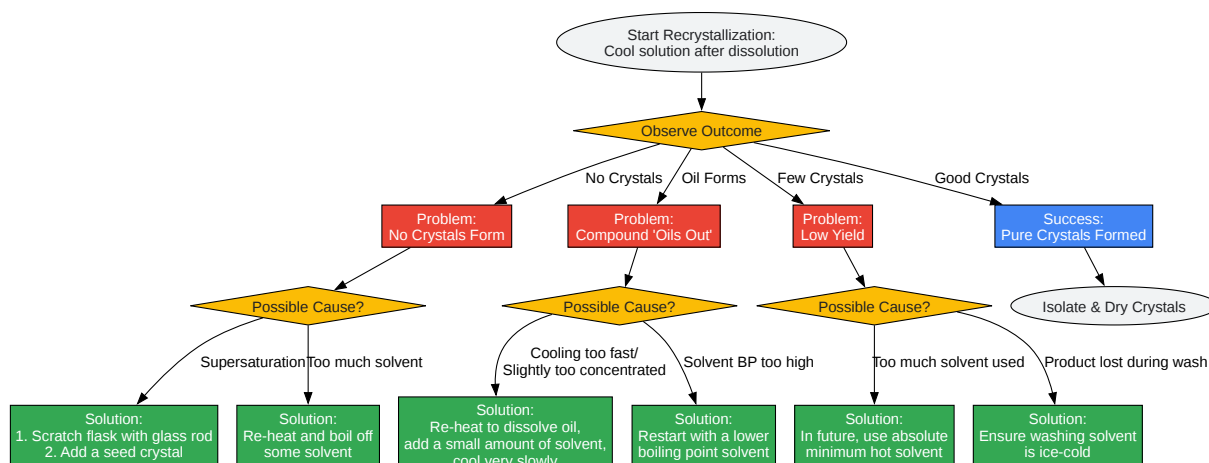 Start Recrystallization:
Cool solution after dissolution
Observe Outcome
No Crystals
Oil Forms
Few Crystals
Good Crystals
Problem:
No Crystals Form
Problem:
Compound 'Oils Out'
Problem:
Low Yield
Success:
Pure Crystals Formed
Possible Cause?
Possible Cause?
Possible Cause?
Isolate & Dry Crystals
Supersaturation
Too much solvent
Cooling too fast/
Slightly too concentrated
Solvent BP too high
Too much solvent used
Product lost during wash
Solution:
1. Scratch flask with glass rod
2. Add a seed crystal
Solution:
Re-heat and boil off
some solvent
Solution:
Re-heat to dissolve oil,
add a small amount of solvent,
cool very slowly
Solution:
Restart with a lower
boiling point solvent
Solution:
In future, use absolute
minimum hot solvent
Solution:
Ensure washing solvent
is ice-cold